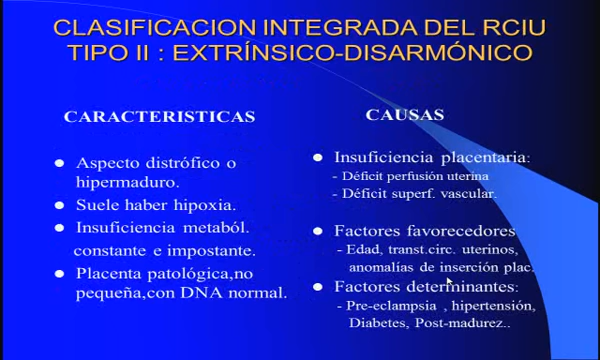 CLASIFICACION INTEGRADA DEL RCIU
TIPO II : EXTRÍNSICO-DISARMÓNICO
CARACTERISTICAS
Aspecto distrófico o
hipermaduro.
Suele haber hipoxia.
Insuficiencia metaból.
constante e impostante.
Placenta patológica,no
pequeña,con DNA normal.
CAUSAS
Insuficiencia placentaria:
- Déficit perfusión uterina
- Déficit superf. vascular.
Factores favorecedores
- Edad, transt.circ. uterinos,
anomalías de inserción plac.
Factores determinantes:
- Pre-eclampsia , hipertensión,
Diabetes, Post-madurez..